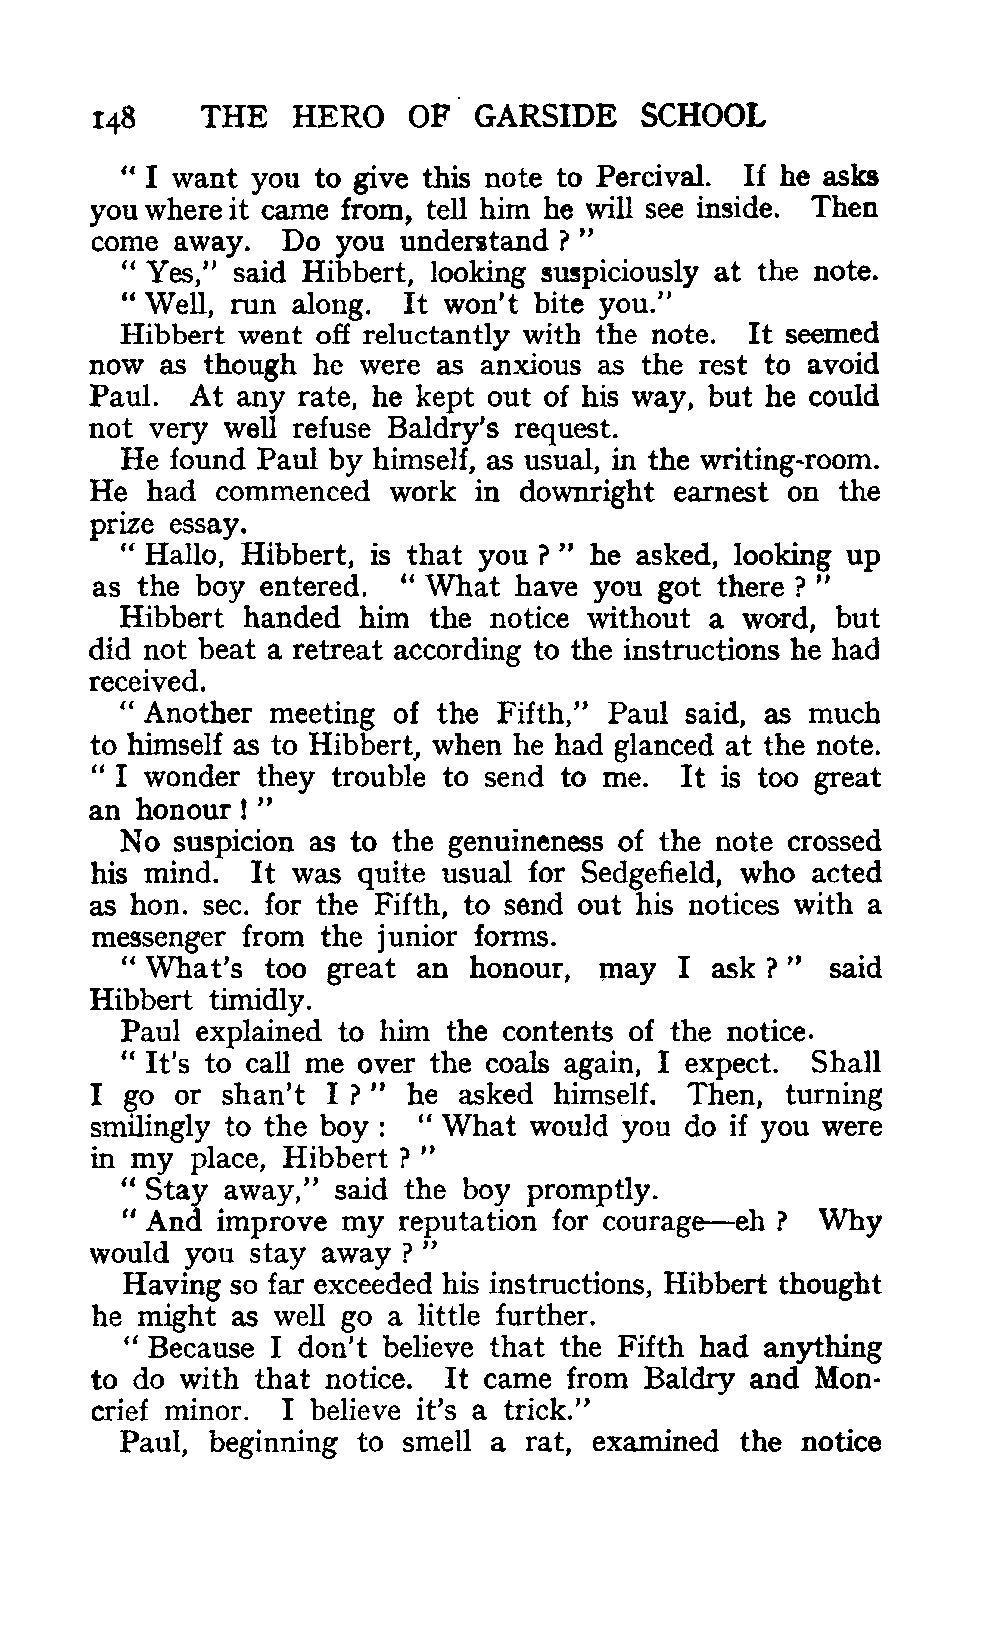 148 THE HERO OF GARSIDE SCHOOL
" I want you to give this note to Percival. If he asks
you where it came from, tell him he will see inside. Then
come away. Do you understand ? "
" Yes," said Hibbert, looking suspiciously at the note.
" Well, run along. It won't bite you."
Hibbert went off reluctantly with the note. It seemed
now as though he were as anxious as the rest to avoid
Paul. At any rate, he kept out of his way, but he could
not very well refuse Baldry's request.
He found Paul by himself, as usual, in the writing-room.
He had commenced work in downright earnest on the
prize essay.
" Hallo, Hibbert, is that you ? " he asked, looking up
as the boy entered. " What have you got there ? "
Hibbert handed him the notice without a word, but
did not beat a retreat according to the instructions he had
received.
" Another meeting of the Fifth," Paul said, as much
to himself as to Hibbert, when he had glanced at the note.
" I wonder they trouble to send to me. It is too great
an honour ! "
No suspicion as to the genuineness of the note crossed
his mind. It was quite usual for Sedgefield, who acted
as hon. sec. for the Fifth, to send out his notices with a
messenger from the junior forms.
" What's too great an honour, may I ask ? " said
Hibbert timidly.
Paul explained to him the contents of the notice.
" It's to call me over the coals again, I expect. Shall
I go or shan't I ? " he asked himself. Then, turning
smilingly to the boy : " What would you do if you were
in my place, Hibbert ? "
" Stay away," said the boy promptly.
" And improve my reputation for courage—eh ? Why
would you stay away ? "
Having so far exceeded his instructions, Hibbert thought
he might as well go a little further.
" Because I don't believe that the Fifth had anything
to do with that notice. It came from Baldry and Mon-
crief minor. I believe it's a trick."
Paul, beginning to smell a rat, examined the notice